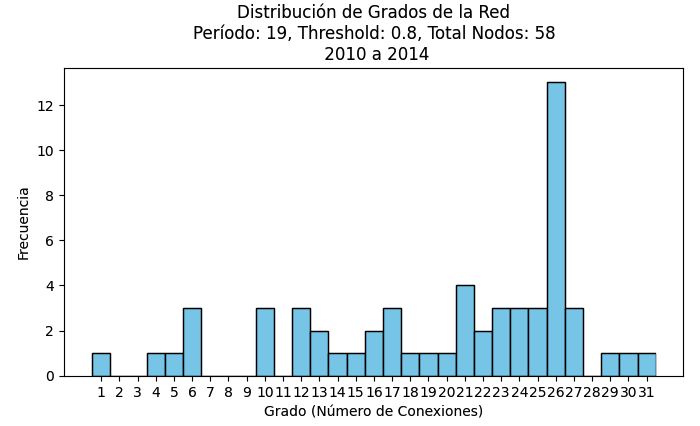 Distribución de Grados de la Red
Período: 19, Threshold: 0.8, Total Nodos: 58
2010 a 2014
Frecuencia
12
10
8
6
4
2
0
1 2 3 4 5 6 7 8 9 10 11 12 13 14 15 16 17 18 19 20 21 22 23 24 25 26 27 28 29 30 31
Grado (Número de Conexiones)